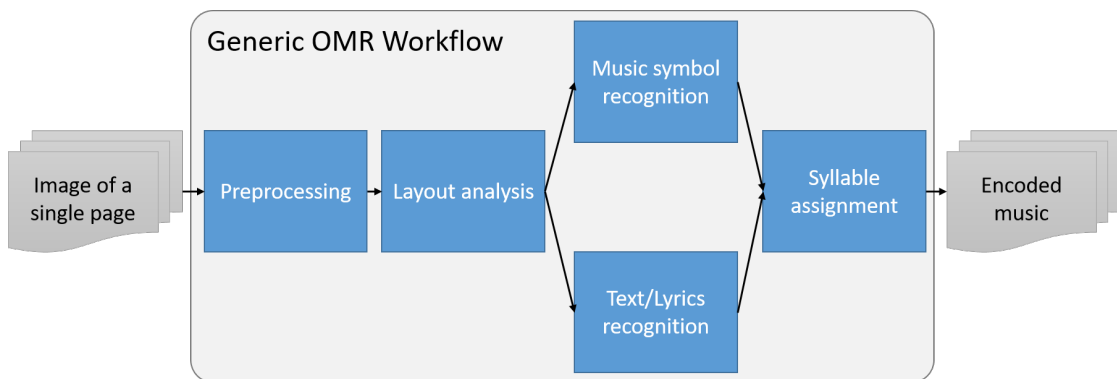 Generic OMR Workflow
Image of a
single page
Preprocessing
Layout analysis
Music symbol
recognition
Text/Lyrics
recognition
Syllable
assignment
Encoded
music